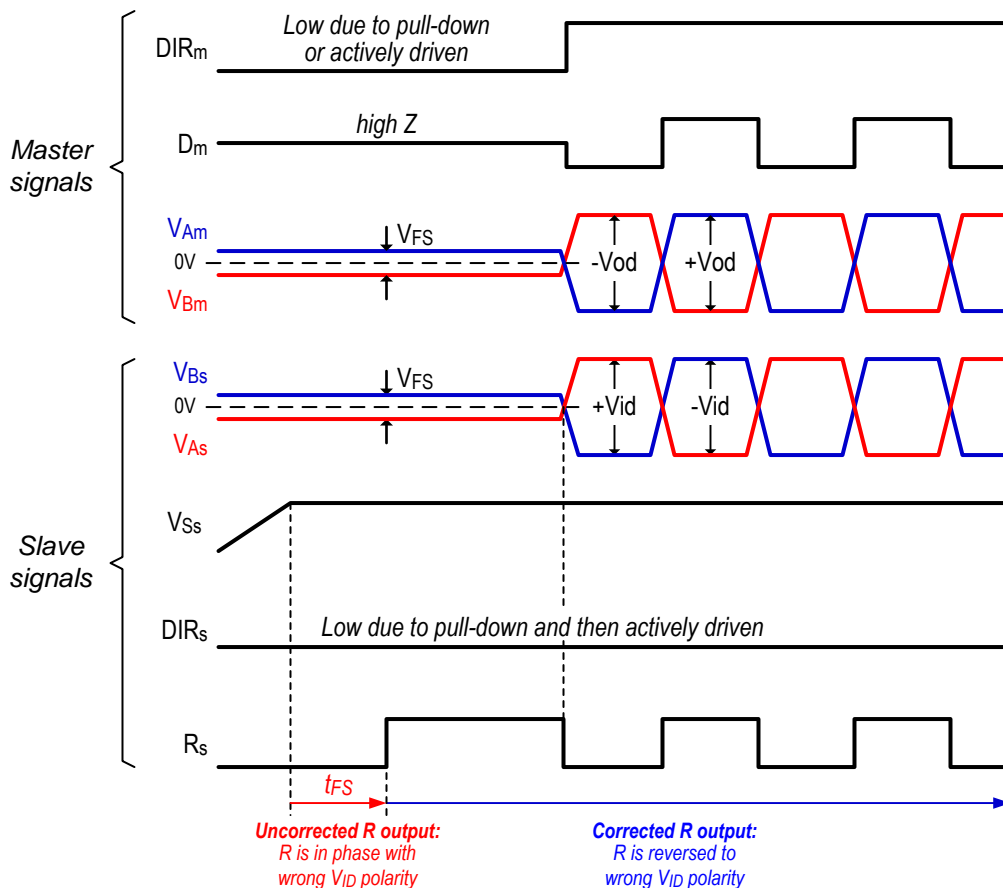 Low due to pull-down
or actively driven
DIRm
high Z
Dm
Master
signals
VAm
VFS
0V
-Vod
+Vod
VBm
VBs
VFS
0V
+Vid
-Vid
VAs
VSs
Slave
signals
DIRs
Low due to pull-down and then actively driven
Rs
tFS
Uncorrected R output:
R is in phase with
wrong VID polarity
Corrected R output:
R is reversed to
wrong VID polarity